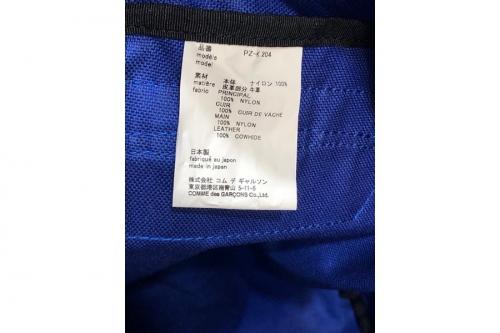 品番
modèle PZ-K204
model
素材 本体 ナイロン 100%
matière 皮革部分 牛革
fabric PRINCIPAL
100% NYLON
CUIR
100% CUIR DE VACHE
MAIN
100% NYLON
LEATHER
100% COWHIDE
日本製
fabriqué au japon
made in japan
株式会社 コム デ ギャルソン
東京都港区南青山 5-11-5
COMME des GARÇONS Co.,Ltd.